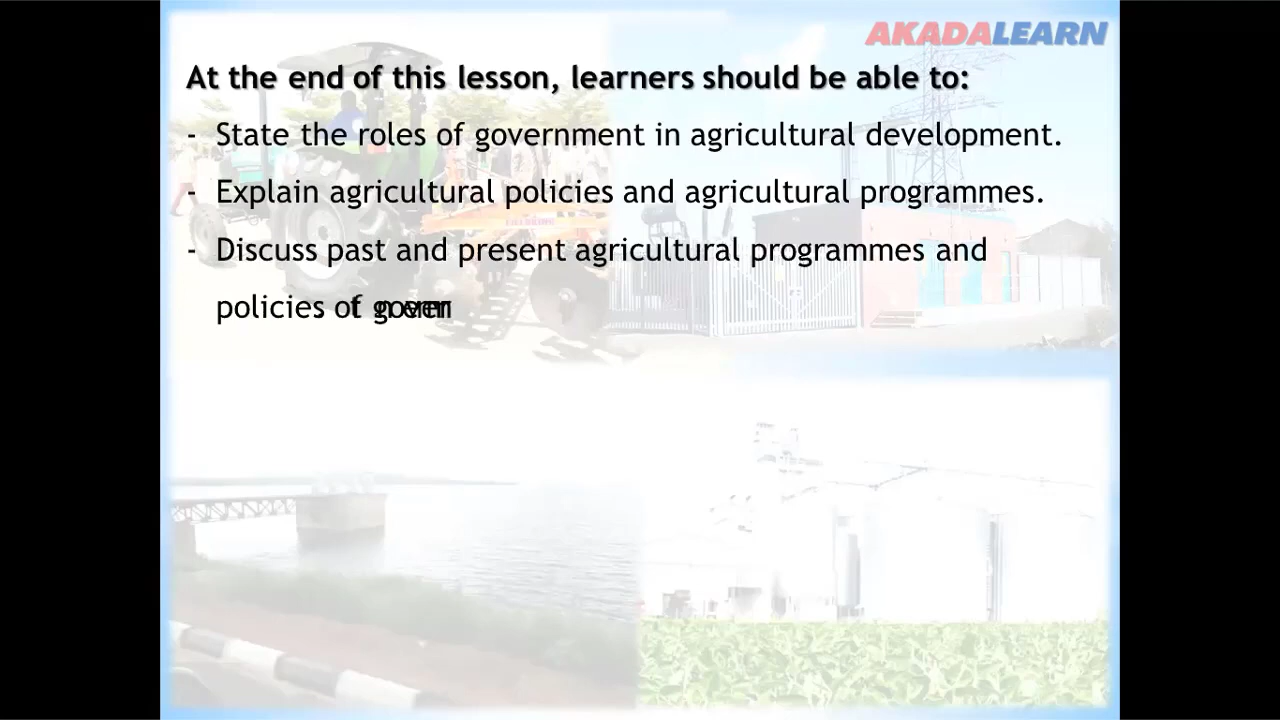 AKADALEARN
At the end of this lesson, learners should be able to:
- State the roles of government in agricultural development.
- Explain agricultural policies and agricultural programmes.
- Discuss past and present agricultural programmes and
policies of